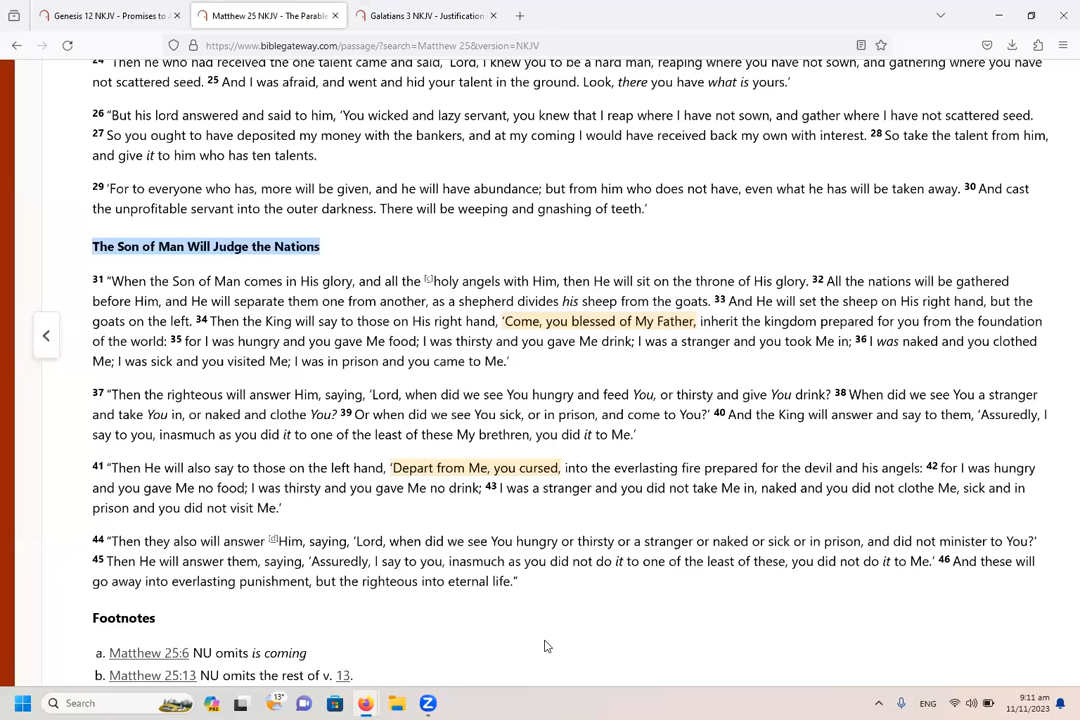 Genesis 12 NKJV - Promises to A
Matthew 25 NKJV - The Parable
Galatians 3 NKJV - Justification
https://www.biblegateway.com/passage/?search=Matthew 25&version=NKJV
24 "Then he who had received the one talent came and said, 'Lord, I knew you to be a hard man, reaping where you have not sown, and gathering where you have
not scattered seed. 25 And I was afraid, and went and hid your talent in the ground. Look, there you have what is yours.'
26 "But his lord answered and said to him, 'You wicked and lazy servant, you knew that I reap where I have not sown, and gather where I have not scattered seed.
27 So you ought to have deposited my money with the bankers, and at my coming I would have received back my own with interest. 28 So take the talent from him,
and give it to him who has ten talents.
29 'For to everyone who has, more will be given, and he will have abundance; but from him who does not have, even what he has will be taken away. 30 And cast
the unprofitable servant into the outer darkness. There will be weeping and gnashing of teeth.'
The Son of Man Will Judge the Nations
31 "When the Son of Man comes in His glory, and all the [c]holy angels with Him, then He will sit on the throne of His glory. 32 All the nations will be gathered
before Him, and He will separate them one from another, as a shepherd divides his sheep from the goats. 33 And He will set the sheep on His right hand, but the
goats on the left. 34 Then the King will say to those on His right hand, 'Come, you blessed of My Father, inherit the kingdom prepared for you from the foundation
of the world: 35 for I was hungry and you gave Me food; I was thirsty and you gave Me drink; I was a stranger and you took Me in; 36 I was naked and you clothed
Me; I was sick and you visited Me; I was in prison and you came to Me.'
37 "Then the righteous will answer Him, saying, 'Lord, when did we see You hungry and feed You, or thirsty and give You drink? 38 When did we see You a stranger
and take You in, or naked and clothe You? 39 Or when did we see You sick, or in prison, and come to You?' 40 And the King will answer and say to them, 'Assuredly, I
say to you, inasmuch as you did it to one of the least of these My brethren, you did it to Me.'
41 "Then He will also say to those on the left hand, 'Depart from Me, you cursed, into the everlasting fire prepared for the devil and his angels: 42 for I was hungry
and you gave Me no food; I was thirsty and you gave Me no drink; 43 I was a stranger and you did not take Me in, naked and you did not clothe Me, sick and in
prison and you did not visit Me.'
44 "Then they also will answer [d]Him, saying, 'Lord, when did we see You hungry or thirsty or a stranger or naked or sick or in prison, and did not minister to You?'
45 Then He will answer them, saying, 'Assuredly, I say to you, inasmuch as you did not do it to one of the least of these, you did not do it to Me.' 46 And these will
go away into everlasting punishment, but the righteous into eternal life."
Footnotes
a. Matthew 25:6 NU omits is coming
b. Matthew 25:13 NU omits the rest of v. 13.
Search
13°
ENG
9:11 am
11/11/2023